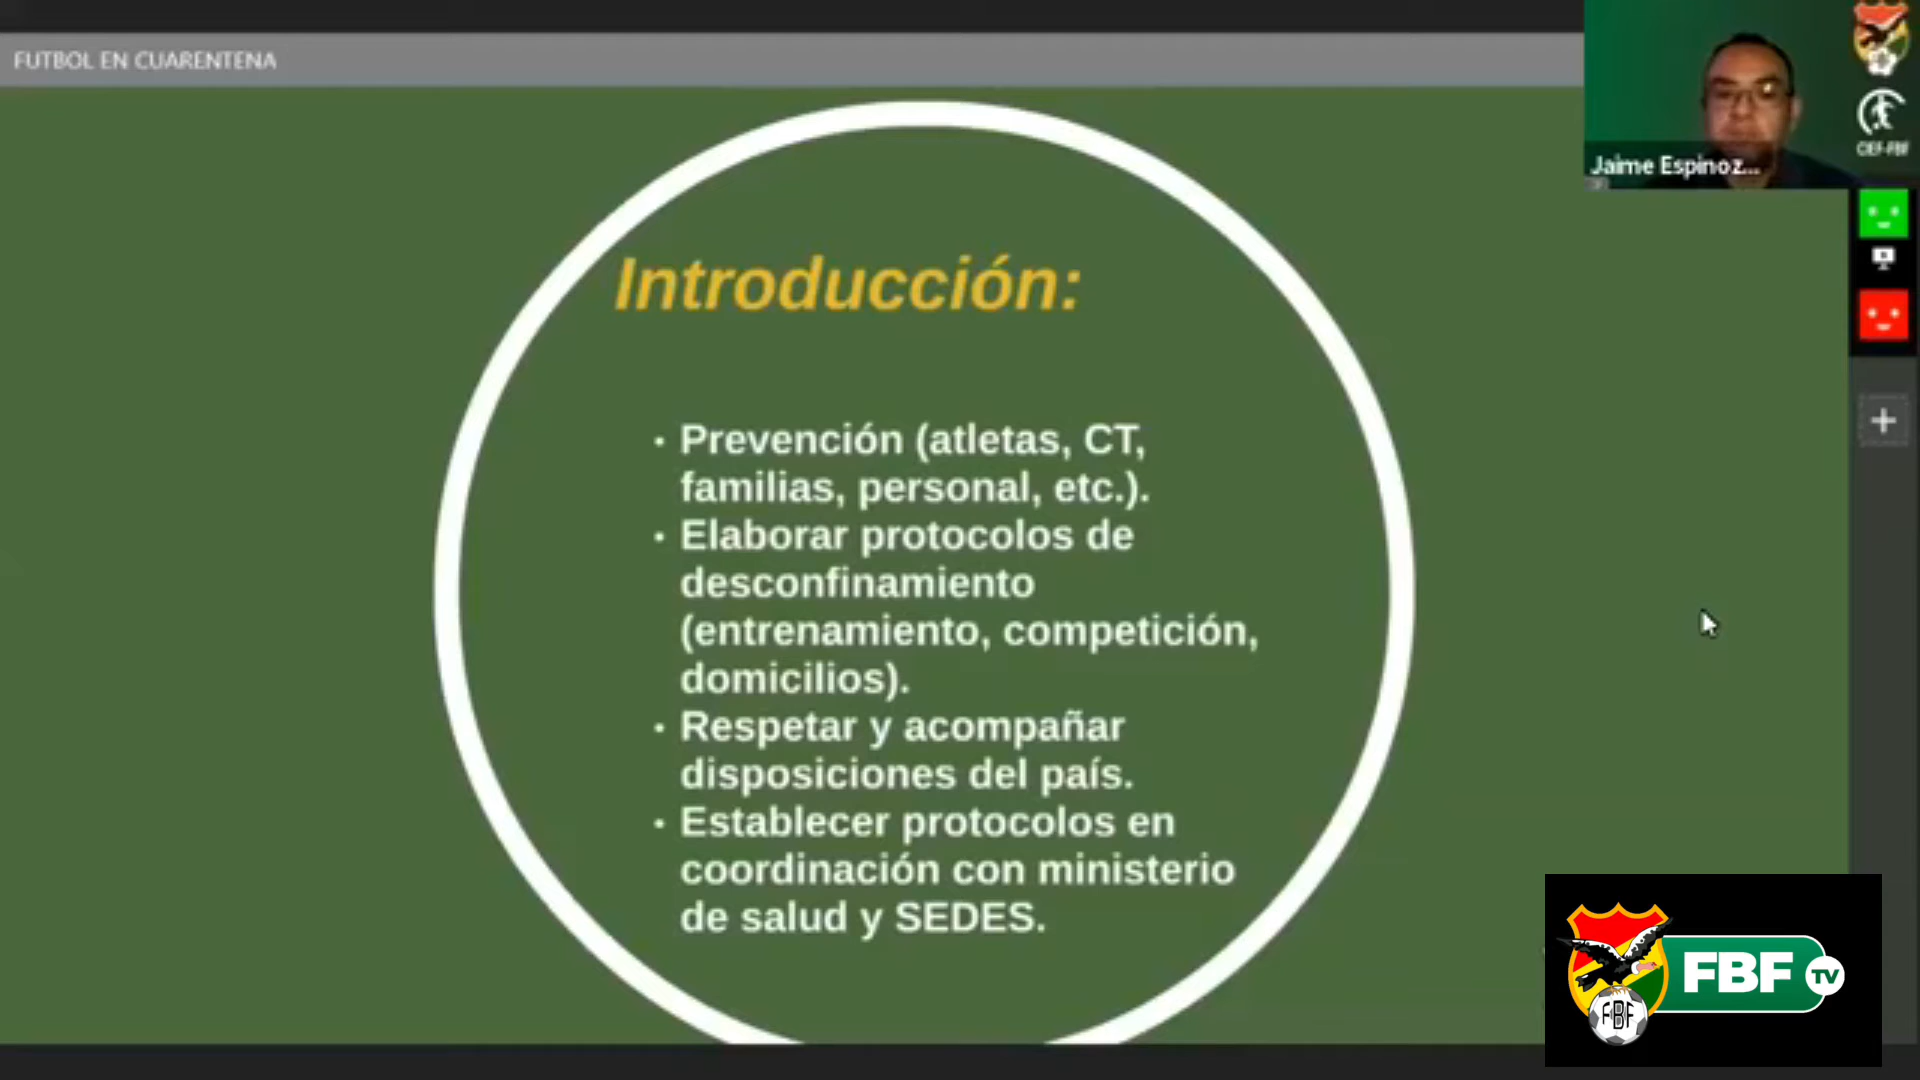 FUTBOL EN CUARENTENA
Jaime Espinoz...
CEF-FBF
Introducción:
• Prevención (atletas, CT,
familias, personal, etc.).
• Elaborar protocolos de
desconfinamiento
(entrenamiento, competición,
domicilios).
• Respetar y acompañar
disposiciones del país.
• Establecer protocolos en
coordinación con ministerio
de salud y SEDES.
FBF TV
FBF